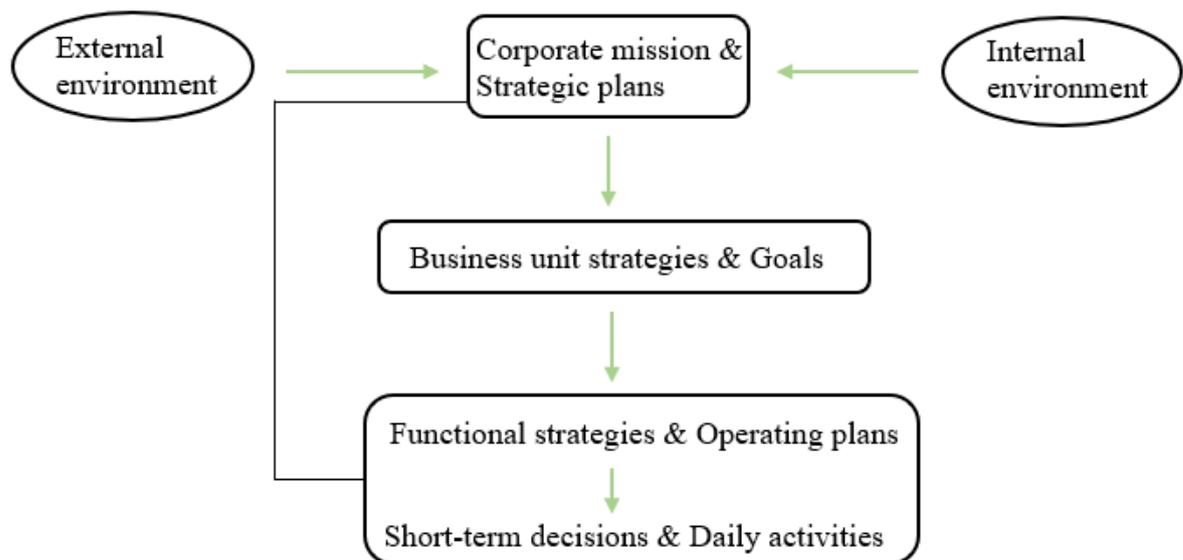 External
environment
Corporate mission &
Strategic plans
Internal
environment
Business unit strategies & Goals
Functional strategies & Operating plans
Short-term decisions & Daily activities